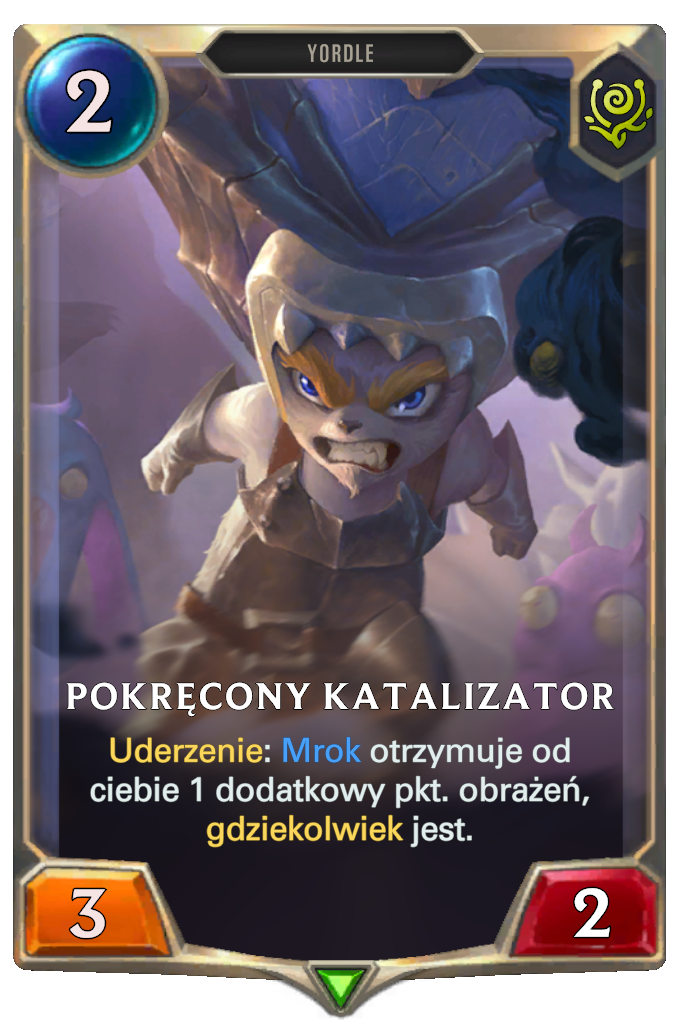 YORDLE
2
POKRĘCONY KATALIZATOR
Uderzenie: Mrok otrzymuje od
ciebie 1 dodatkowy pkt. obrażeń,
gdziekolwiek jest.
3
2